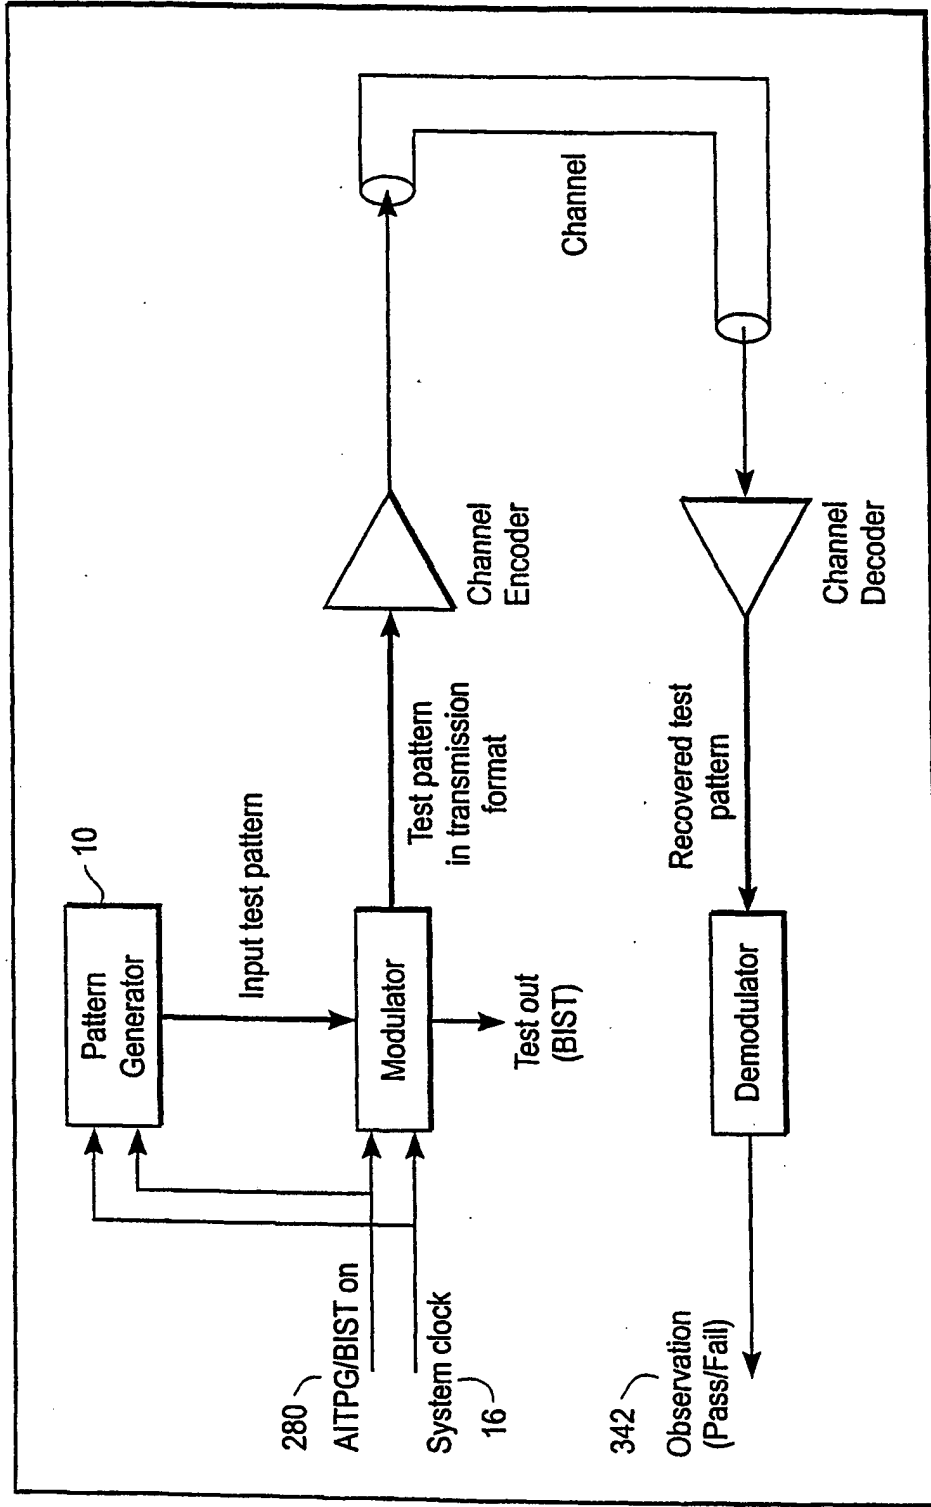 10
Pattern
Generator
Input test pattern
280
AITPG/BIST on
System clock
16
Modulator
Test pattern
in transmission
format
Test out
(BIST)
Channel
Encoder
Channel
342
Observation
(Pass/Fail)
Demodulator
Recovered test
pattern
Channel
Decoder